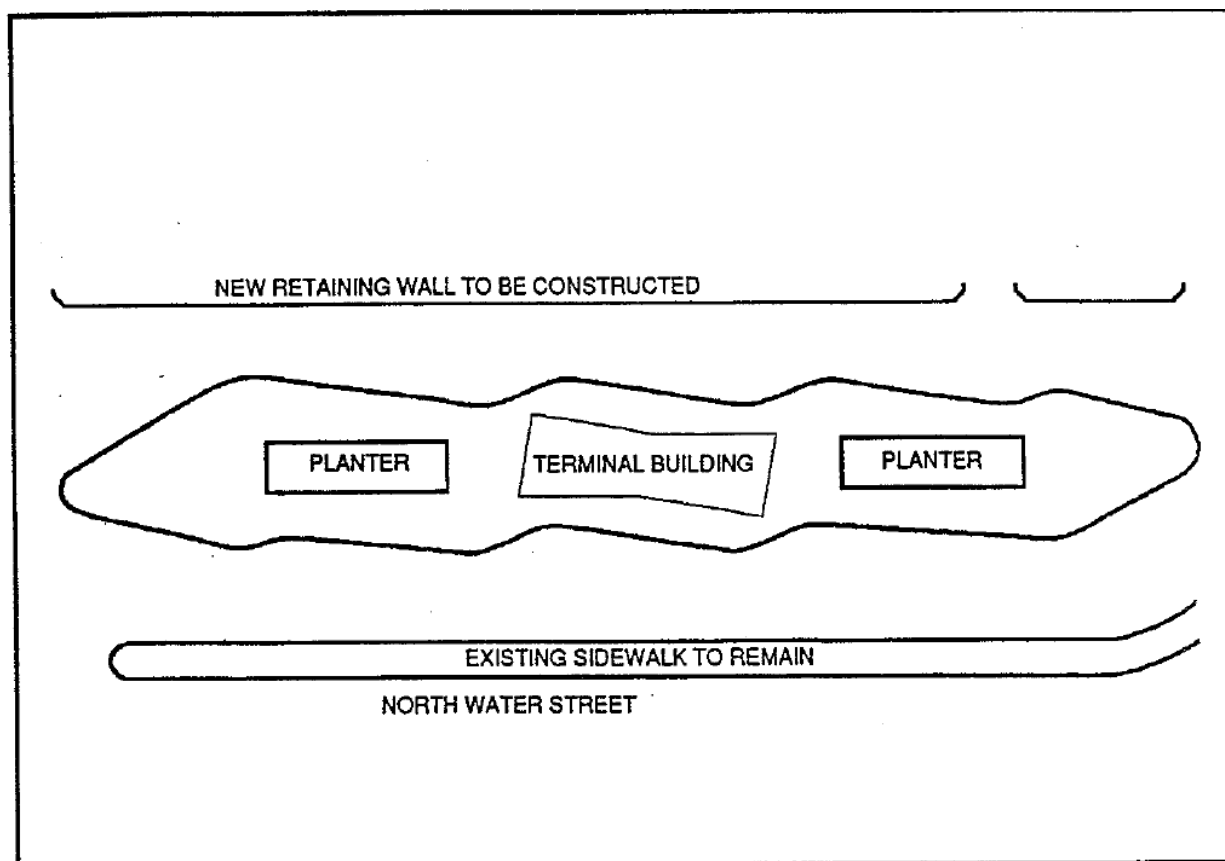 NEW RETAINING WALL TO BE CONSTRUCTED
PLANTER
TERMINAL BUILDING
PLANTER
EXISTING SIDEWALK TO REMAIN
NORTH WATER STREET